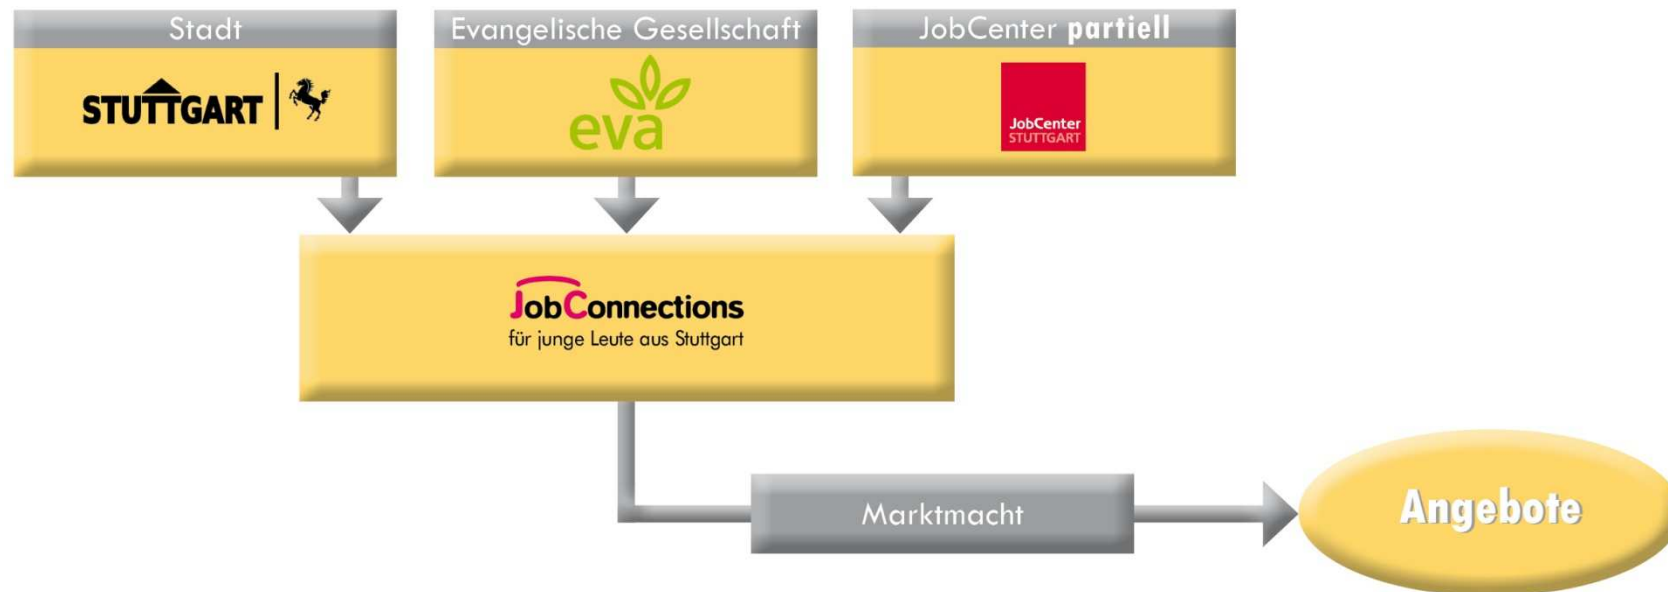 Stadt
STUTTGART
Evangelische Gesellschaft
eva
JobCenter partiell
JobCenter
STUTTGART
JobConnections
für junge Leute aus Stuttgart
Marktmacht
Angebote